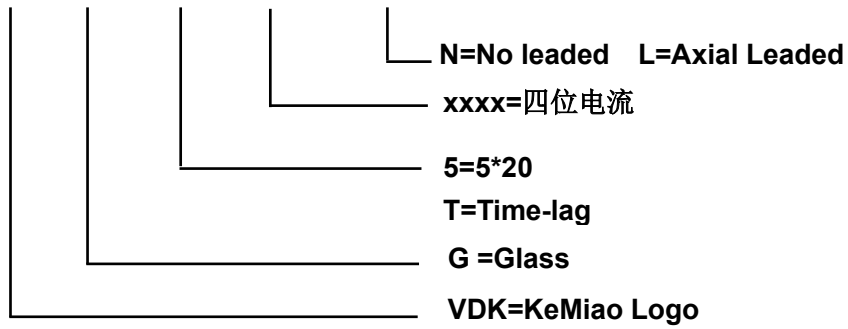 N=No leaded L=Axial Leaded
xxxx=四位电流
5=5*20
T=Time-lag
G =Glass
VDK=KeMiao Logo